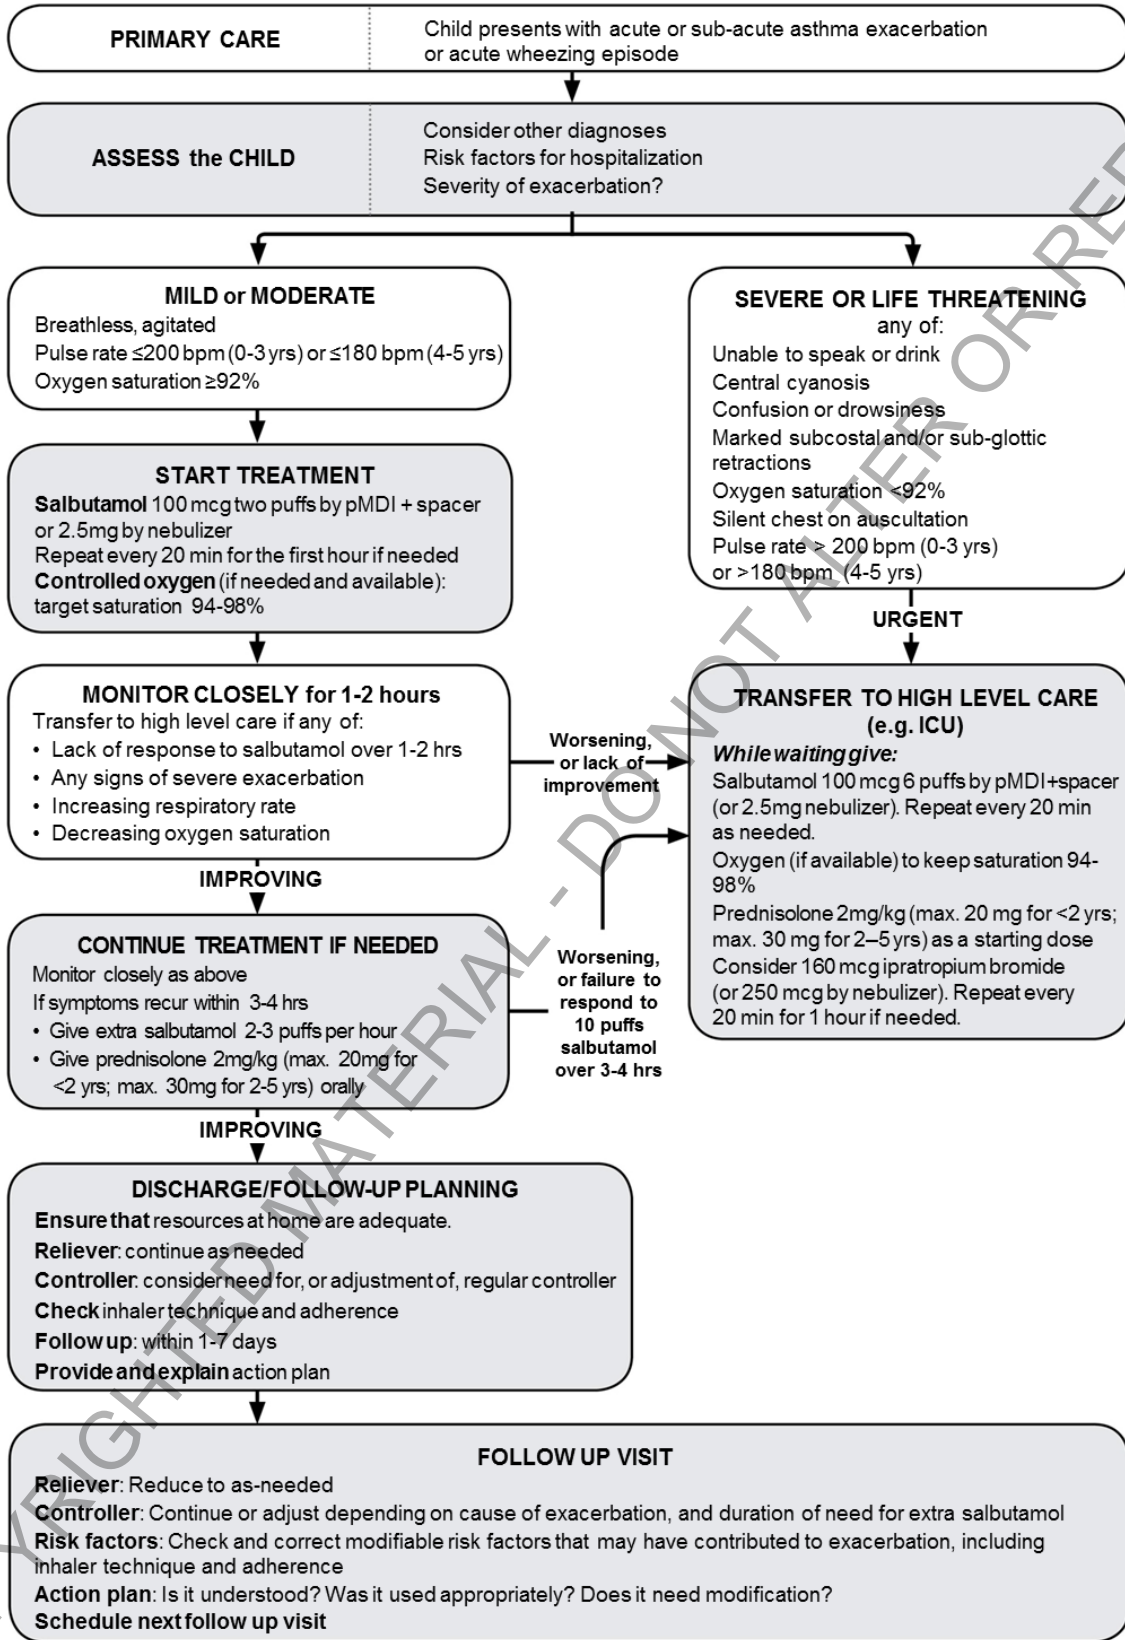 PRIMARY CARE
Child presents with acute or sub-acute asthma exacerbation
or acute wheezing episode
ASSESS the CHILD
Consider other diagnoses
Risk factors for hospitalization
Severity of exacerbation?
MILD or MODERATE
Breathless, agitated
Pulse rate ≤200 bpm (0-3 yrs) or ≤180 bpm (4-5 yrs)
Oxygen saturation ≥92%
SEVERE OR LIFE THREATENING
any of:
Unable to speak or drink
Central cyanosis
Confusion or drowsiness
Marked subcostal and/or sub-glottic
retractions
Oxygen saturation <92%
Silent chest on auscultation
Pulse rate > 200 bpm (0-3 yrs)
or >180 bpm (4-5 yrs)
START TREATMENT
Salbutamol 100 mcg two puffs by pMDI + spacer
or 2.5mg by nebulizer
Repeat every 20 min for the first hour if needed
Controlled oxygen (if needed and available):
target saturation 94-98%
URGENT
MONITOR CLOSELY for 1-2 hours
Transfer to high level care if any of:
• Lack of response to salbutamol over 1-2 hrs
• Any signs of severe exacerbation
• Increasing respiratory rate
• Decreasing oxygen saturation
Worsening,
or lack of
improvement
TRANSFER TO HIGH LEVEL CARE
(e.g. ICU)
While waiting give:
Salbutamol 100 mcg 6 puffs by pMDI+spacer
(or 2.5mg nebulizer). Repeat every 20 min
as needed.
Oxygen (if available) to keep saturation 94-
98%
Prednisolone 2mg/kg (max. 20 mg for <2 yrs;
max. 30 mg for 2–5 yrs) as a starting dose
Consider 160 mcg ipratropium bromide
(or 250 mcg by nebulizer). Repeat every
20 min for 1 hour if needed.
IMPROVING
CONTINUE TREATMENT IF NEEDED
Monitor closely as above
If symptoms recur within 3-4 hrs
• Give extra salbutamol 2-3 puffs per hour
• Give prednisolone 2mg/kg (max. 20mg for
<2 yrs; max. 30mg for 2-5 yrs) orally
Worsening,
or failure to
respond to
10 puffs
salbutamol
over 3-4 hrs
IMPROVING
DISCHARGE/FOLLOW-UP PLANNING
Ensure that resources at home are adequate.
Reliever: continue as needed
Controller: consider need for, or adjustment of, regular controller
Check inhaler technique and adherence
Follow up: within 1-7 days
Provide and explain action plan
FOLLOW UP VISIT
Reliever: Reduce to as-needed
Controller: Continue or adjust depending on cause of exacerbation, and duration of need for extra salbutamol
Risk factors: Check and correct modifiable risk factors that may have contributed to exacerbation, including
inhaler technique and adherence
Action plan: Is it understood? Was it used appropriately? Does it need modification?
Schedule next follow up visit
YRIGHTED MATERIAL - DO NOT ALTER OR REP